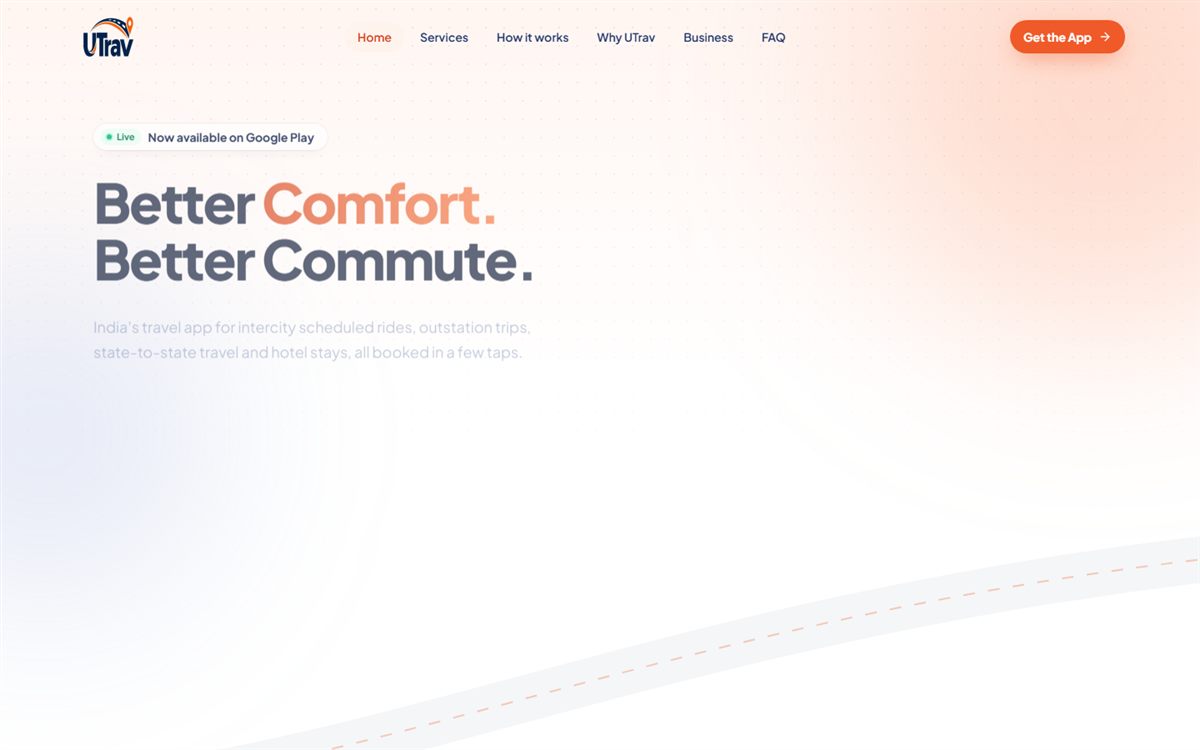 UTrav
Home Services How it works Why UTrav Business FAQ
Get the App →
Live Now available on Google Play
Better Comfort.
Better Commute.
India's travel app for intercity scheduled rides, outstation trips,
state-to-state travel and hotel stays, all booked in a few taps.